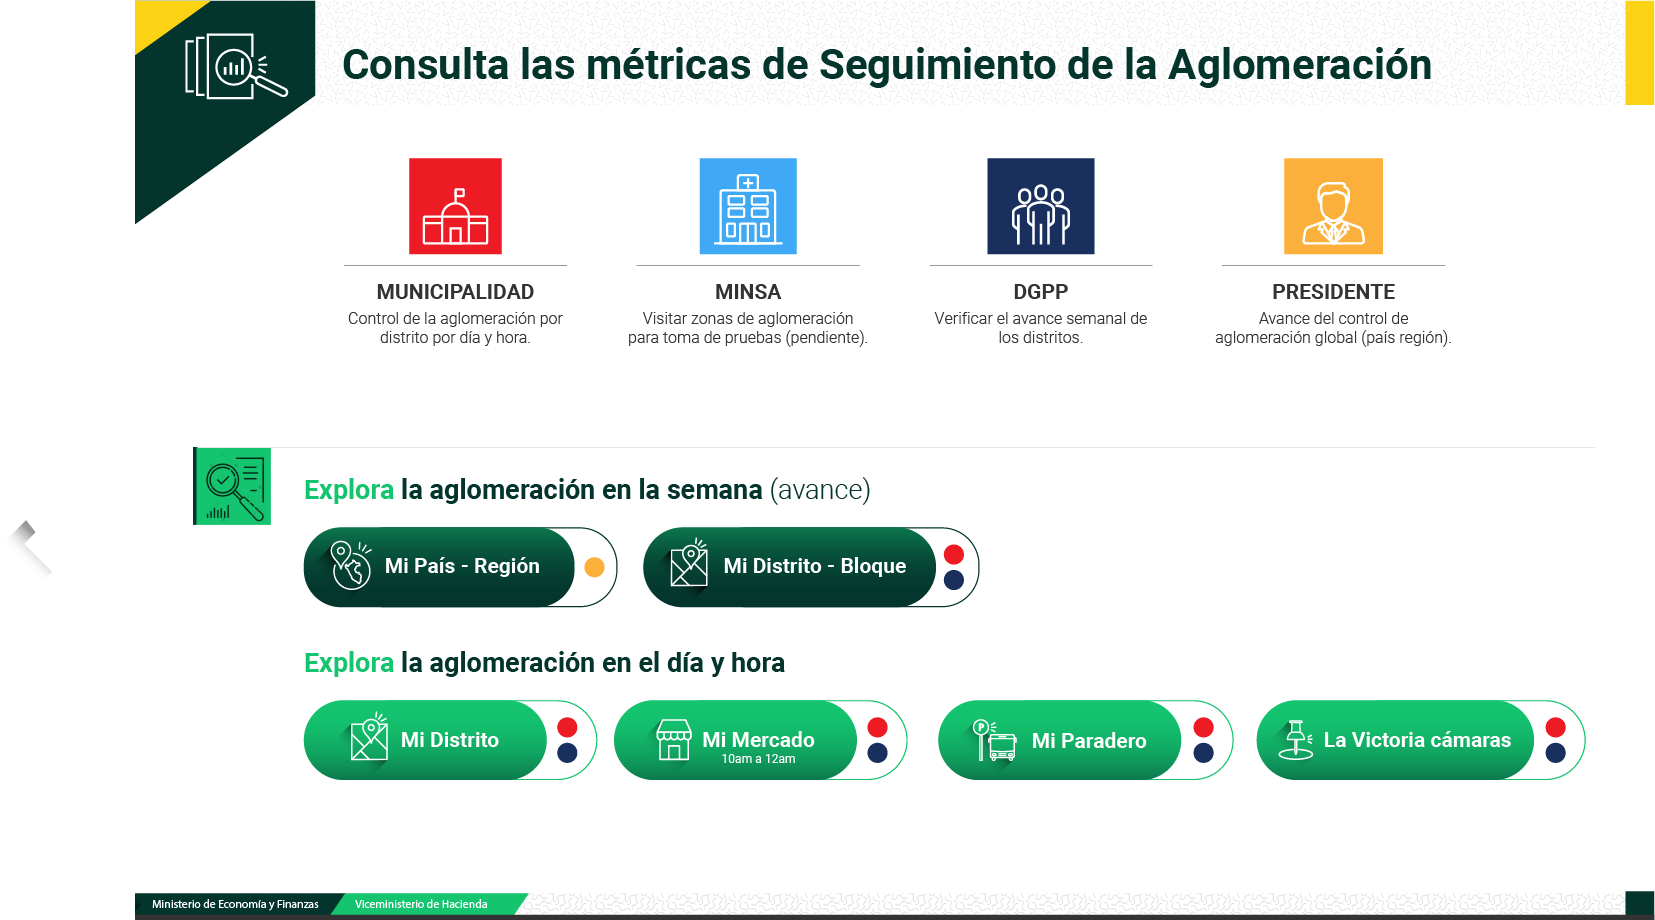 Consulta las métricas de Seguimiento de la Aglomeración
MUNICIPALIDAD
Control de la aglomeración por
distrito por día y hora.
MINSA
Visitar zonas de aglomeración
para toma de pruebas (pendiente).
DGPP
Verificar el avance semanal de
los distritos.
PRESIDENTE
Avance del control de
aglomeración global (país región).
Explora la aglomeración en la semana (avance)
Mi País - Región
Mi Distrito - Bloque
Explora la aglomeración en el día y hora
Mi Distrito
Mi Mercado
10am a 12am
P
Mi Paradero
La Victoria cámaras
Ministerio de Economía y Finanzas
Viceministerio de Hacienda